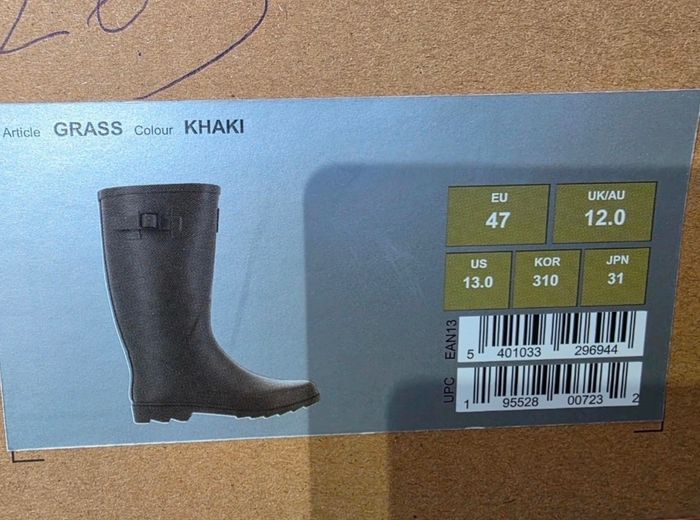 Article GRASS Colour KHAKI
EU
47
UK/AU
12.0
US
13.0
KOR
310
JPN
31
EAN13
5 401033 296944
UPC
1 95528 00723 2